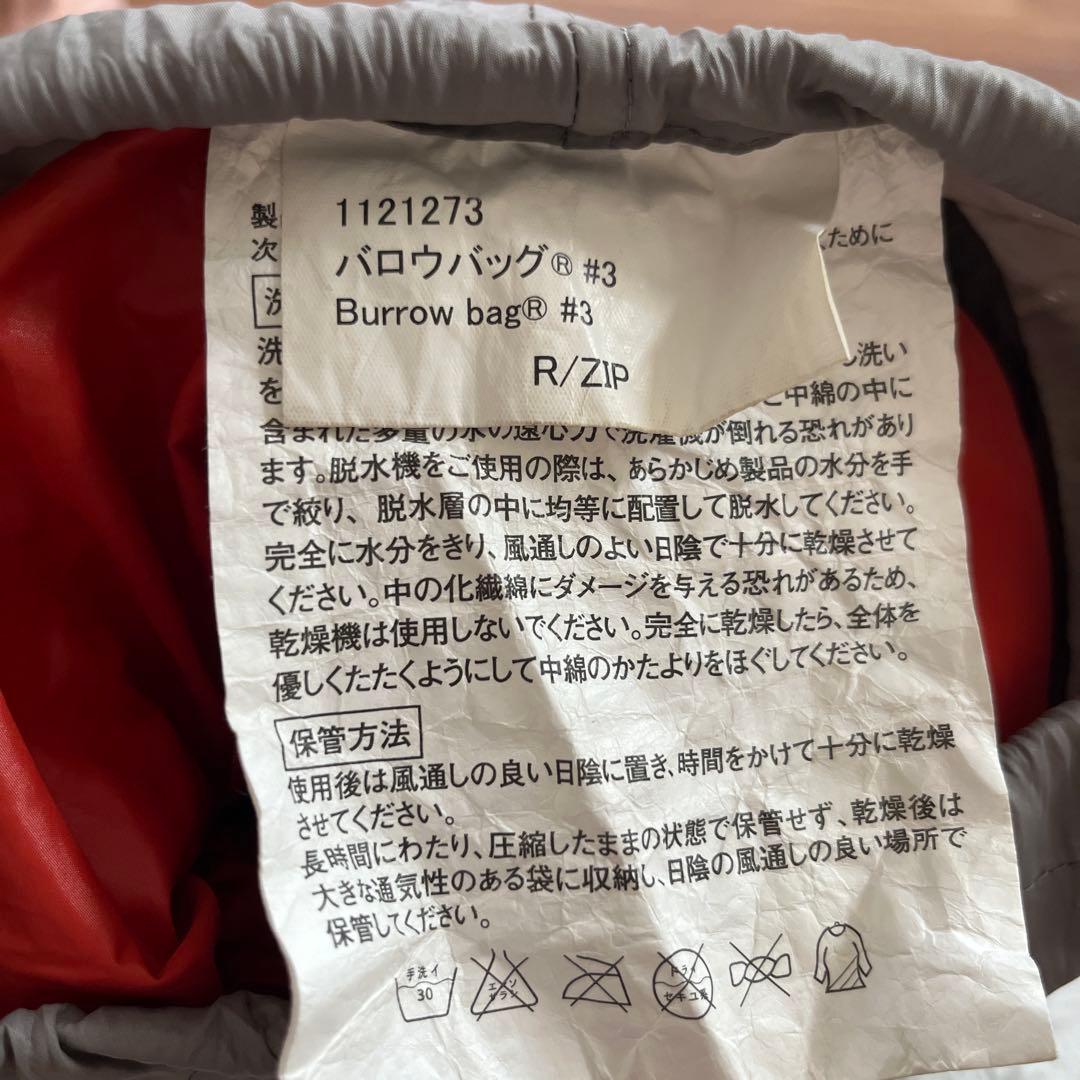 1121273
バロウバッグ® #3
Burrow bag® #3
R/ZIP
製
次
ために
洗
洗い
を
中綿の中に
含まれた多量の水の遠心力で洗濯機が倒れる恐れがあり
ます。脱水機をご使用の際は、あらかじめ製品の水分を手
で絞り、脱水層の中に均等に配置して脱水してください。
完全に水分をきり、風通しのよい日陰で十分に乾燥させて
ください。中の化繊綿にダメージを与える恐れがあるため、
乾燥機は使用しないでください。完全に乾燥したら、全体を
優しくたたくようにして中綿のかたよりをほぐしてください。
保管方法
使用後は風通しの良い日陰に置き、時間をかけて十分に乾燥
させてください。
長時間にわたり、圧縮したままの状態で保管せず、乾燥後は
大きな通気性のある袋に収納し、日陰の風通しの良い場所で
保管してください。
手洗イ
30
エンソ
サラシ
ドライ
セキユ系